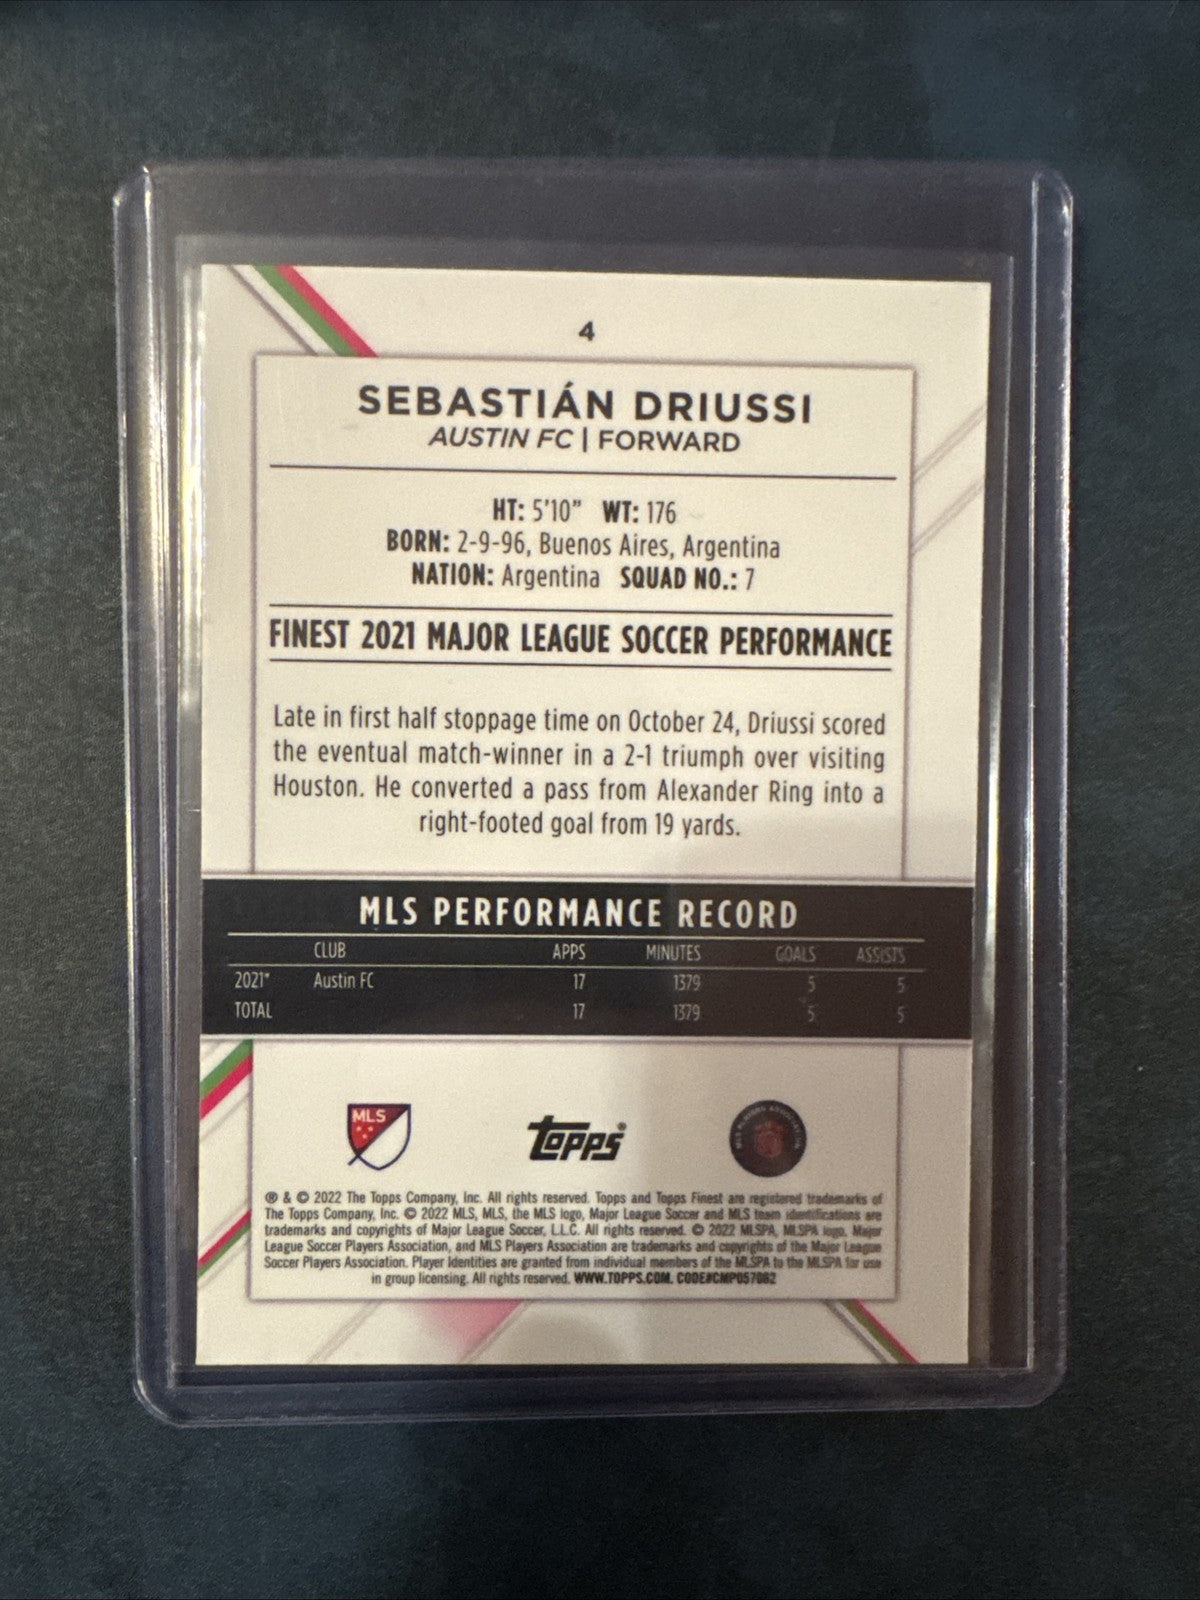 4
SEBASTIÁN DRIUSSI
AUSTIN FC | FORWARD
HT: 5'10" WT: 176
BORN: 2-9-96, Buenos Aires, Argentina
NATION: Argentina SQUAD NO.: 7
FINEST 2021 MAJOR LEAGUE SOCCER PERFORMANCE
Late in first half stoppage time on October 24, Driussi scored
the eventual match-winner in a 2-1 triumph over visiting
Houston. He converted a pass from Alexander Ring into a
right-footed goal from 19 yards.
MLS PERFORMANCE RECORD
CLUB APPS MINUTES GOALS ASSISTS
2021* Austin FC 17 1379 5 5
TOTAL 17 1379 5 5
MLS
Topps®
MLS PLAYERS ASSOCIATION
® & © 2022 The Topps Company, Inc. All rights reserved. Topps and Topps Finest are registered trademarks of
The Topps Company, Inc. © 2022 MLS, MLS, the MLS logo, Major League Soccer and MLS team identifications are
trademarks and copyrights of Major League Soccer, L.L.C. All rights reserved. © 2022 MLSPA, MLSPA logo, Major
League Soccer Players Association, and MLS Players Association are trademarks and copyrights of the Major League
Soccer Players Association. Player Identities are granted from individual members of the MLSPA to the MLSPA for use
in group licensing. All rights reserved. WWW.TOPPS.COM. CODE#CMP057082